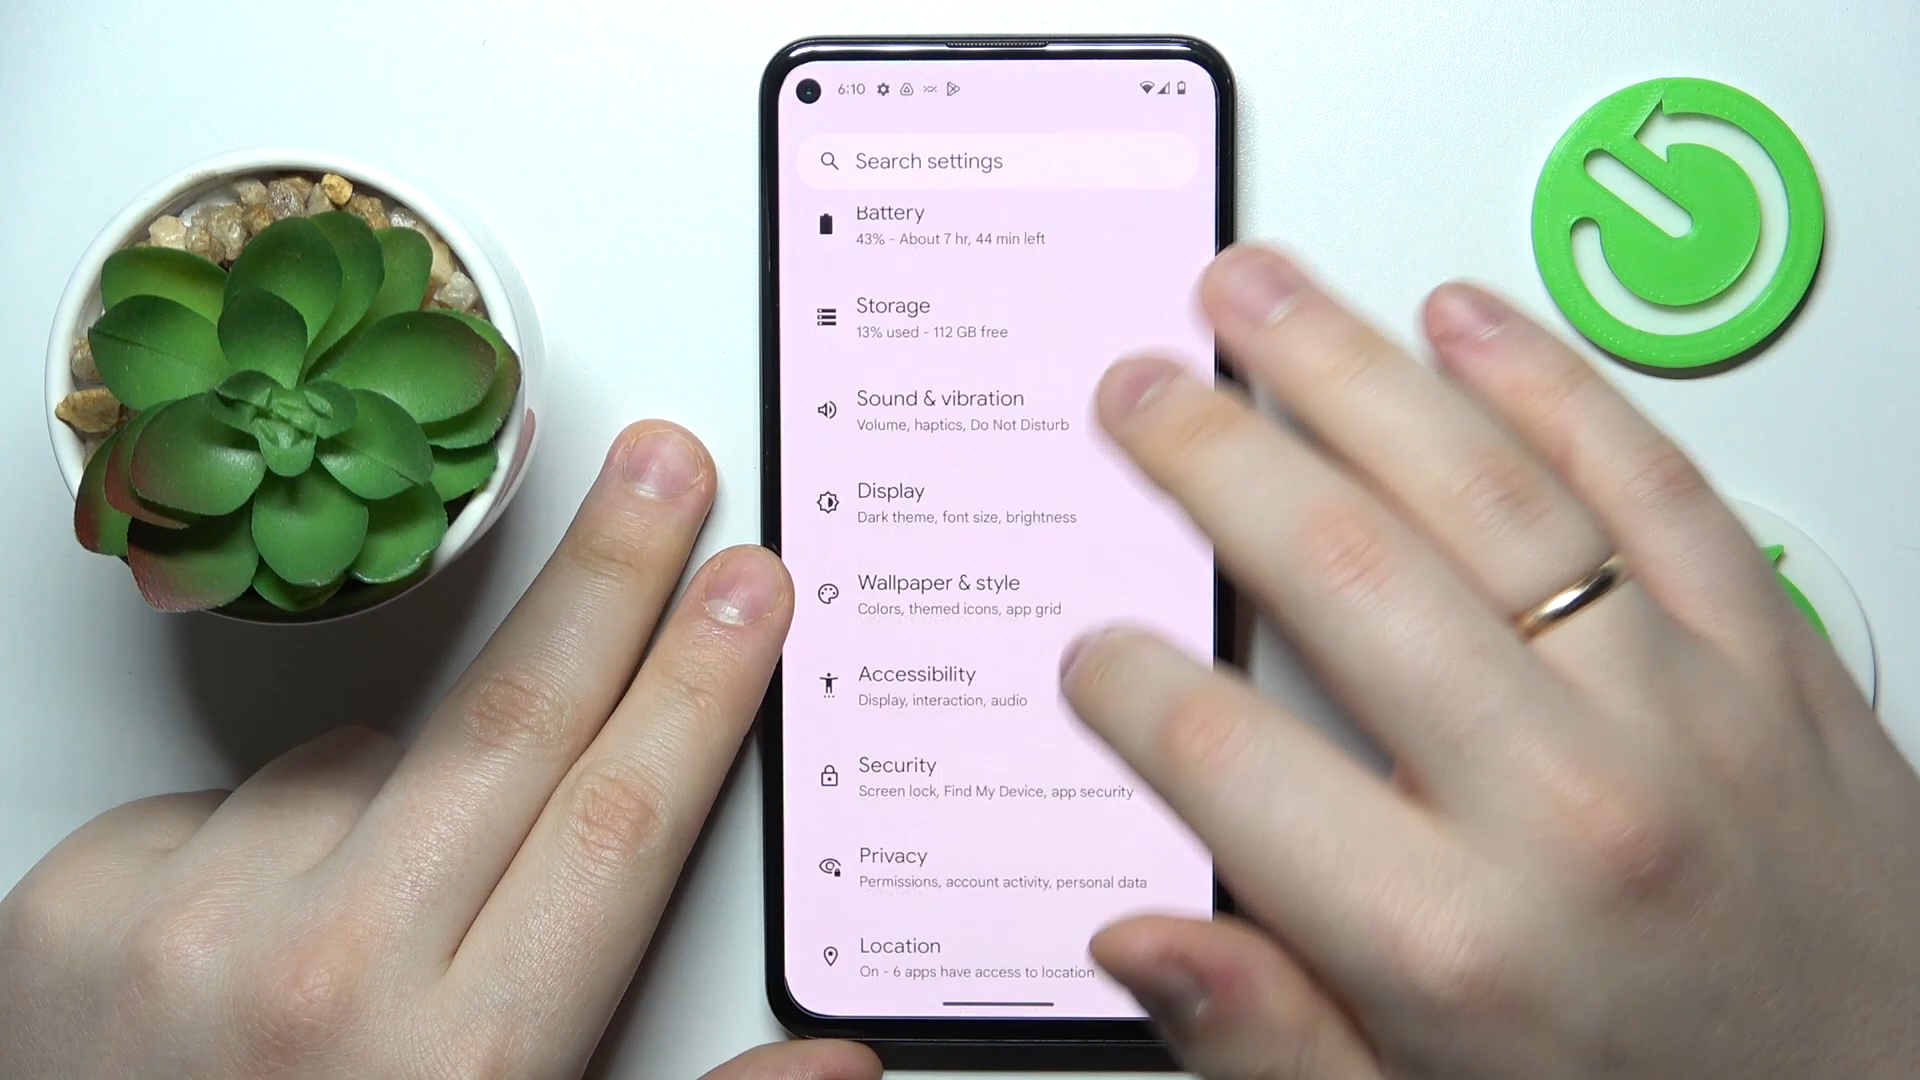 6:10
Search settings
Battery
43% - About 7 hr, 44 min left
Storage
13% used - 112 GB free
Sound & vibration
Volume, haptics, Do Not Disturb
Display
Dark theme, font size, brightness
Wallpaper & style
Colors, themed icons, app grid
Accessibility
Display, interaction, audio
Security
Screen lock, Find My Device, app security
Privacy
Permissions, account activity, personal data
Location
On - 6 apps have access to location